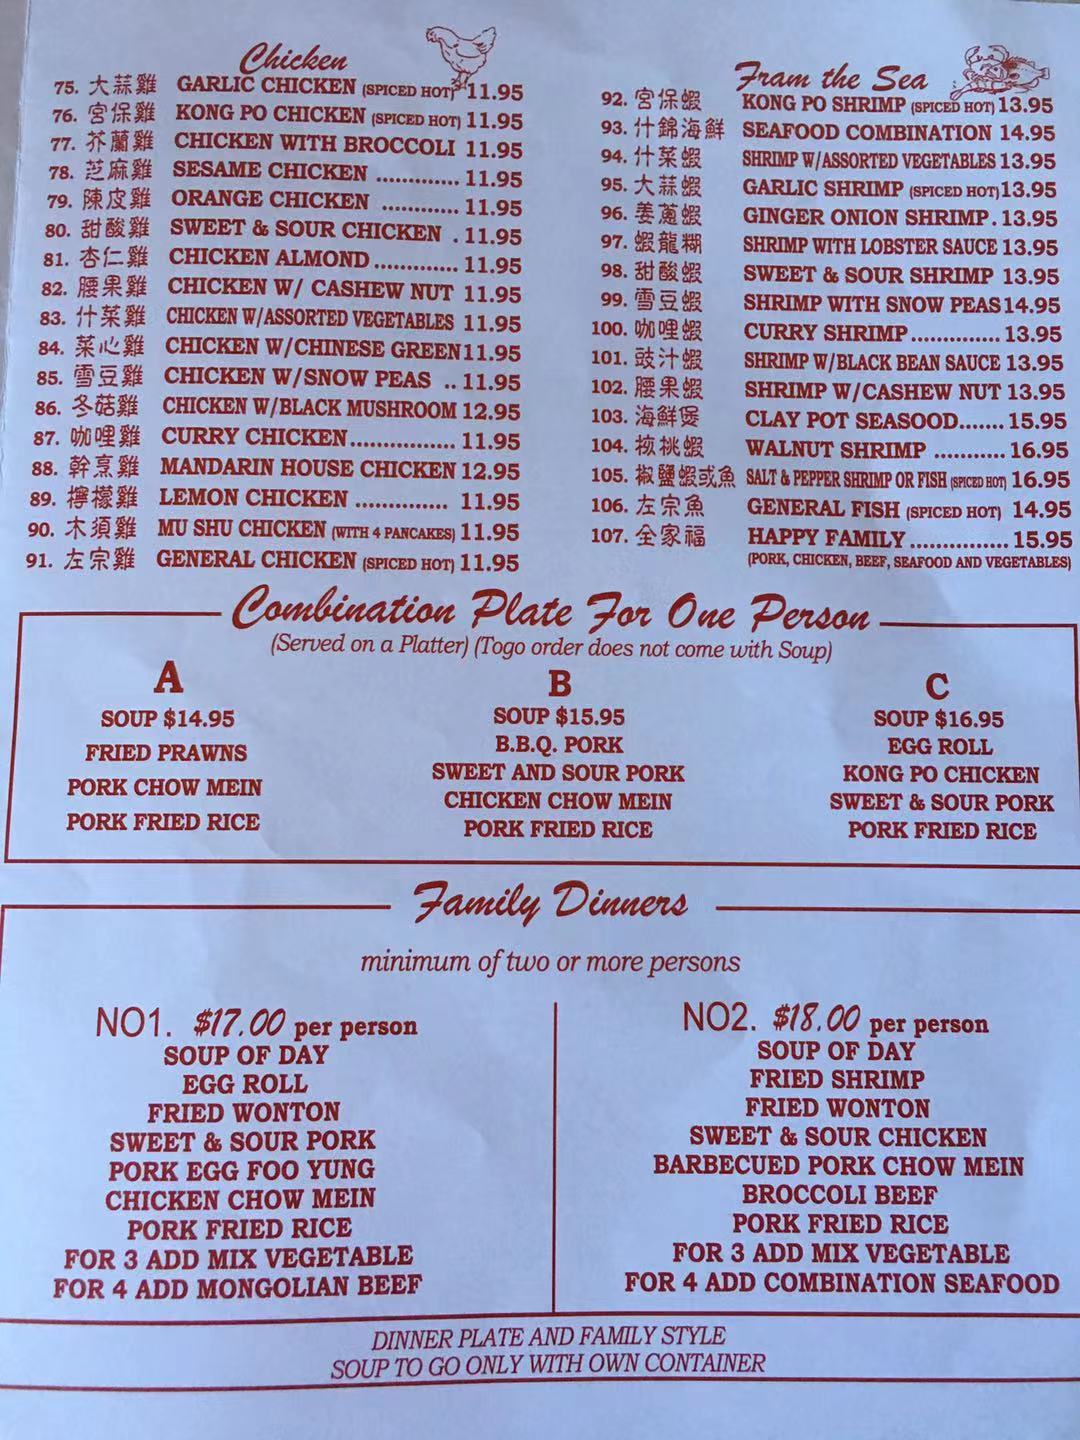 Chicken
75. 大蒜雞 GARLIC CHICKEN (SPICED HOT) 11.95
76. 宮保雞 KONG PO CHICKEN (SPICED HOT) 11.95
77. 芥蘭雞 CHICKEN WITH BROCCOLI 11.95
78. 芝麻雞 SESAME CHICKEN ............ 11.95
79. 陳皮雞 ORANGE CHICKEN ........... 11.95
80. 甜酸雞 SWEET & SOUR CHICKEN . 11.95
81. 杏仁雞 CHICKEN ALMOND ............ 11.95
82. 腰果雞 CHICKEN W/ CASHEW NUT 11.95
83. 什菜雞 CHICKEN W/ASSORTED VEGETABLES 11.95
84. 菜心雞 CHICKEN W/CHINESE GREEN 11.95
85. 雪豆雞 CHICKEN W/SNOW PEAS .. 11.95
86. 冬菇雞 CHICKEN W/BLACK MUSHROOM 12.95
87. 咖哩雞 CURRY CHICKEN............... 11.95
88. 幹烹雞 MANDARIN HOUSE CHICKEN 12.95
89. 檸檬雞 LEMON CHICKEN ............. 11.95
90. 木須雞 MU SHU CHICKEN (WITH 4 PANCAKES) 11.95
91. 左宗雞 GENERAL CHICKEN (SPICED HOT) 11.95
Fram the Sea
92. 宮保蝦 KONG PO SHRIMP (SPICED HOT) 13.95
93. 什錦海鮮 SEAFOOD COMBINATION 14.95
94. 什菜蝦 SHRIMP W/ASSORTED VEGETABLES 13.95
95. 大蒜蝦 GARLIC SHRIMP (SPICED HOT) 13.95
96. 姜蔥蝦 GINGER ONION SHRIMP. 13.95
97. 蝦龍糊 SHRIMP WITH LOBSTER SAUCE 13.95
98. 甜酸蝦 SWEET & SOUR SHRIMP 13.95
99. 雪豆蝦 SHRIMP WITH SNOW PEAS 14.95
100. 咖哩蝦 CURRY SHRIMP.............. 13.95
101. 豉汁蝦 SHRIMP W/BLACK BEAN SAUCE 13.95
102. 腰果蝦 SHRIMP W/CASHEW NUT 13.95
103. 海鮮煲 CLAY POT SEASOOD....... 15.95
104. 核桃蝦 WALNUT SHRIMP ........... 16.95
105. 椒鹽蝦或魚 SALT & PEPPER SHRIMP OR FISH (SPICED HOT) 16.95
106. 左宗魚 GENERAL FISH (SPICED HOT) 14.95
107. 全家福 HAPPY FAMILY ............... 15.95
(PORK, CHICKEN, BEEF, SEAFOOD AND VEGETABLES)
Combination Plate For One Person
(Served on a Platter) (Togo order does not come with Soup)
A
SOUP $14.95
FRIED PRAWNS
PORK CHOW MEIN
PORK FRIED RICE
B
SOUP $15.95
B.B.Q. PORK
SWEET AND SOUR PORK
CHICKEN CHOW MEIN
PORK FRIED RICE
C
SOUP $16.95
EGG ROLL
KONG PO CHICKEN
SWEET & SOUR PORK
PORK FRIED RICE
Family Dinners
minimum of two or more persons
NO1. $17.00 per person
SOUP OF DAY
EGG ROLL
FRIED WONTON
SWEET & SOUR PORK
PORK EGG FOO YUNG
CHICKEN CHOW MEIN
PORK FRIED RICE
FOR 3 ADD MIX VEGETABLE
FOR 4 ADD MONGOLIAN BEEF
NO2. $18.00 per person
SOUP OF DAY
FRIED SHRIMP
FRIED WONTON
SWEET & SOUR CHICKEN
BARBECUED PORK CHOW MEIN
BROCCOLI BEEF
PORK FRIED RICE
FOR 3 ADD MIX VEGETABLE
FOR 4 ADD COMBINATION SEAFOOD
DINNER PLATE AND FAMILY STYLE
SOUP TO GO ONLY WITH OWN CONTAINER